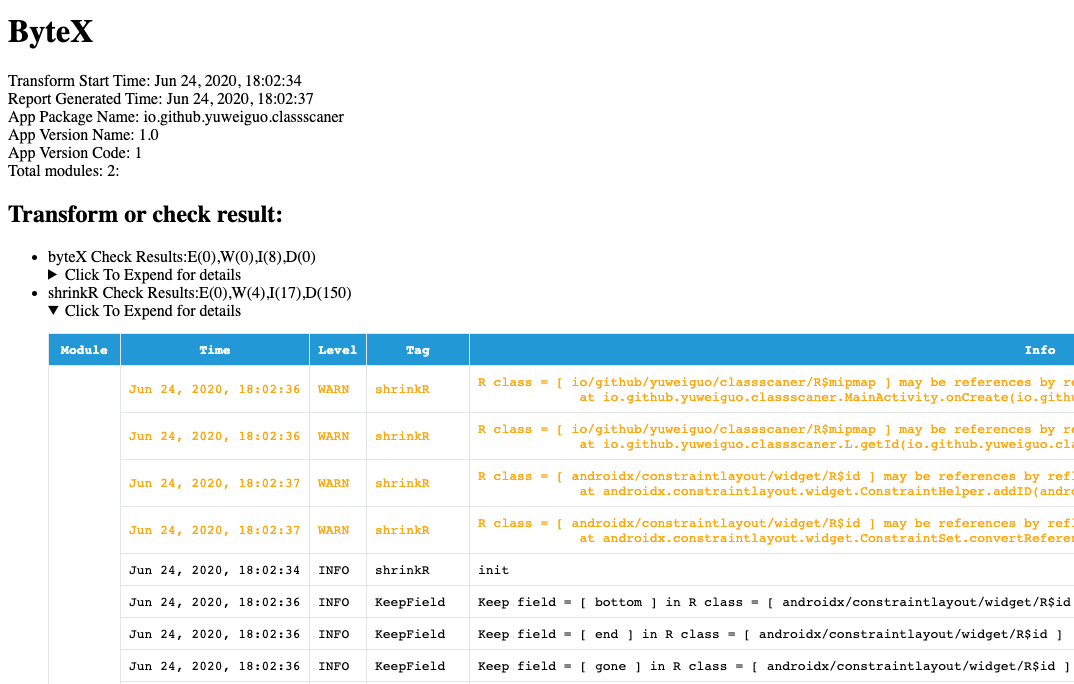 ByteX
Transform Start Time: Jun 24, 2020, 18:02:34
Report Generated Time: Jun 24, 2020, 18:02:37
App Package Name: io.github.yuweiguo.classscaner
App Version Name: 1.0
App Version Code: 1
Total modules: 2:
Transform or check result:
• byteX Check Results:E(0),W(0),I(8),D(0)
▶ Click To Expend for details
• shrinkR Check Results:E(0),W(4),I(17),D(150)
▼ Click To Expend for details
Module Time Level Tag Info
Jun 24, 2020, 18:02:36 WARN shrinkR R class = [ io/github/yuweiguo/classscaner/R$mipmap ] may be references by
at io.github.yuweiguo.classscaner.MainActivity.onCreate(
Jun 24, 2020, 18:02:36 WARN shrinkR R class = [ io/github/yuweiguo/classscaner/R$mipmap ] may be references by
at io.github.yuweiguo.classscaner.L.getId(io.github.yuweiguo.
Jun 24, 2020, 18:02:37 WARN shrinkR R class = [ androidx/constraintlayout/widget/R$id ] may be references by
at androidx.constraintlayout.widget.ConstraintHelper.addID(
Jun 24, 2020, 18:02:37 WARN shrinkR R class = [ androidx/constraintlayout/widget/R$id ] may be references by
at androidx.constraintlayout.widget.ConstraintSet.
Jun 24, 2020, 18:02:34 INFO shrinkR init
Jun 24, 2020, 18:02:36 INFO KeepField Keep field = [ bottom ] in R class = [ androidx/constraintlayout/widget/R$id
Jun 24, 2020, 18:02:36 INFO KeepField Keep field = [ end ] in R class = [ androidx/constraintlayout/widget/R$id ]
Jun 24, 2020, 18:02:36 INFO KeepField Keep field = [ gone ] in R class = [ androidx/constraintlayout/widget/R$id ]